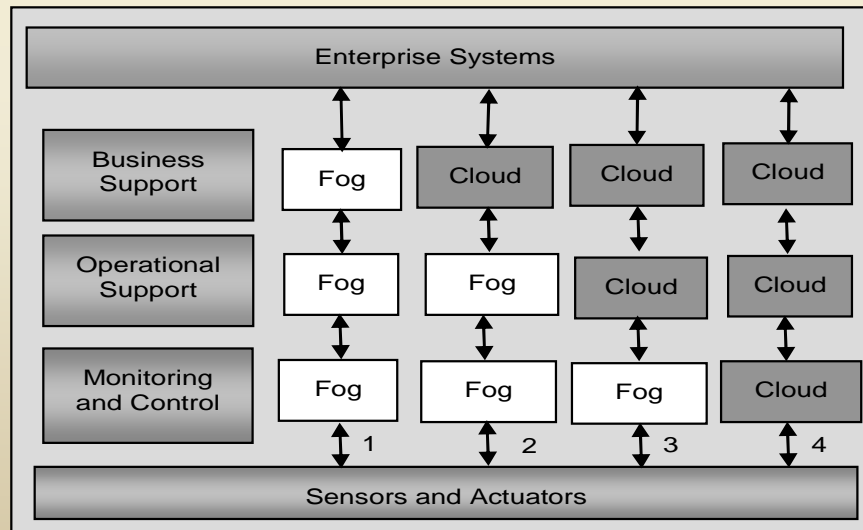 Enterprise Systems
Business
Support
Fog
Cloud
Cloud
Cloud
Operational
Support
Fog
Fog
Cloud
Cloud
Monitoring
and Control
Fog
Fog
Fog
Cloud
1
2
3
4
Sensors and Actuators